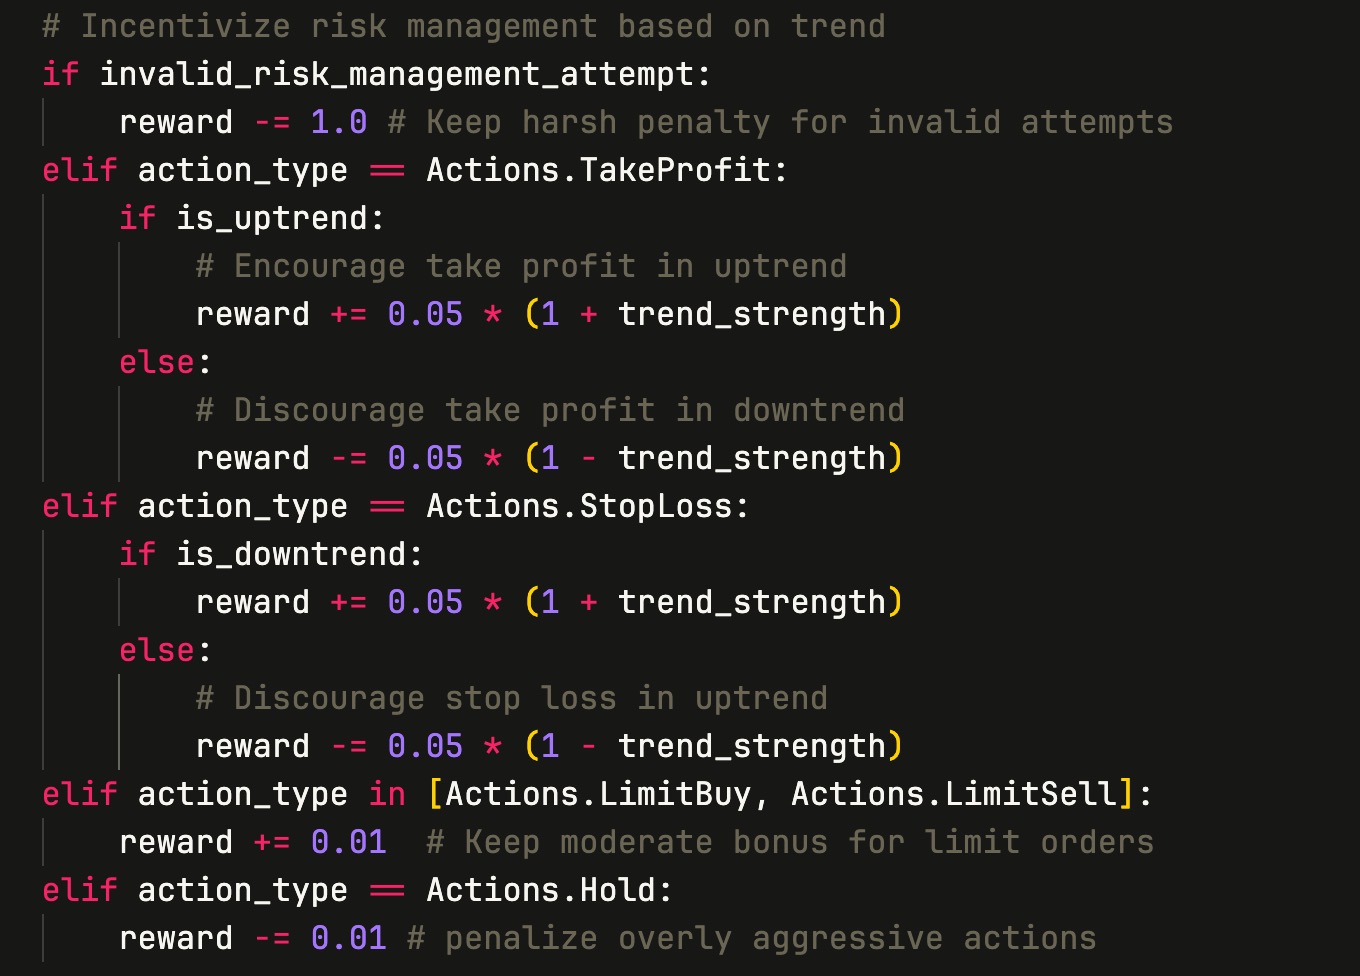 # Incentivize risk management based on trend
if invalid_risk_management_attempt:
    reward -= 1.0 # Keep harsh penalty for invalid attempts
elif action_type == Actions.TakeProfit:
    if is_uptrend:
        # Encourage take profit in uptrend
        reward += 0.05 * (1 + trend_strength)
    else:
        # Discourage take profit in downtrend
        reward -= 0.05 * (1 - trend_strength)
elif action_type == Actions.StopLoss:
    if is_downtrend:
        reward += 0.05 * (1 + trend_strength)
    else:
        # Discourage stop loss in uptrend
        reward -= 0.05 * (1 - trend_strength)
elif action_type in [Actions.LimitBuy, Actions.LimitSell]:
    reward += 0.01  # Keep moderate bonus for limit orders
elif action_type == Actions.Hold:
    reward -= 0.01 # penalize overly aggressive actions